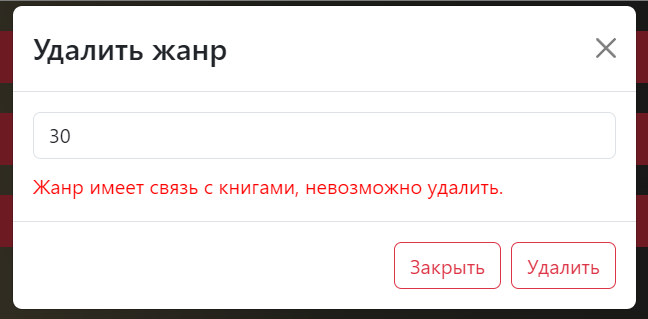 Удалить жанр
30
Жанр имеет связь с книгами, невозможно удалить.
Закрыть Удалить